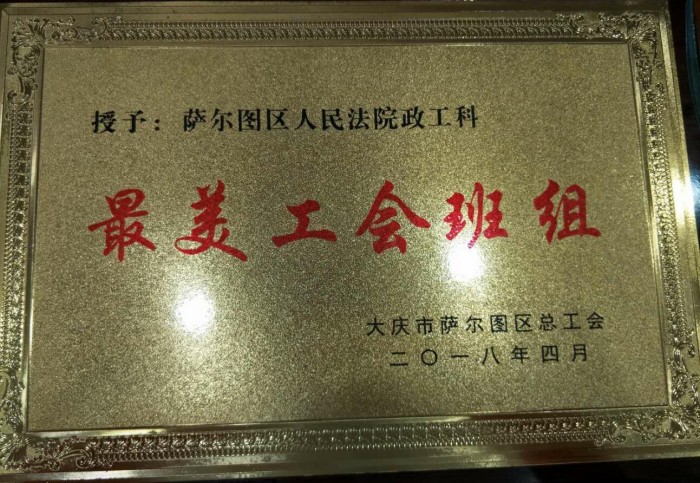 授予：萨尔图区人民法院政工科
最美工会班组
大庆市萨尔图区总工会
二〇一八年四月